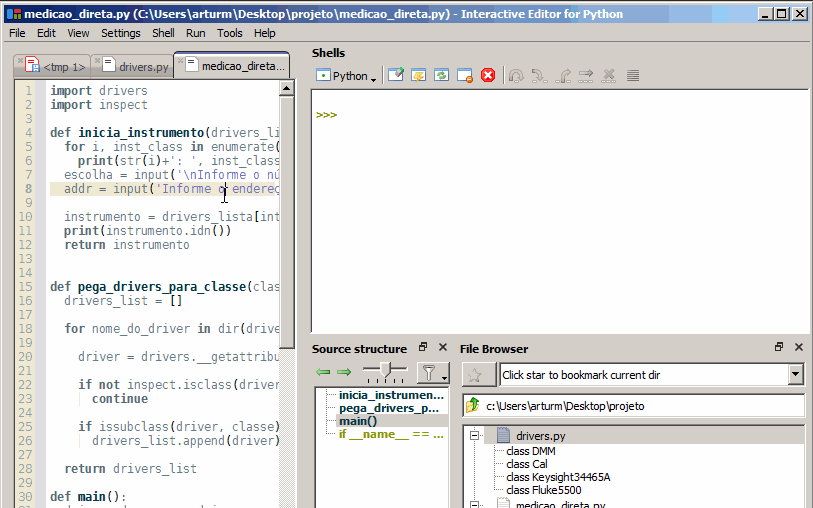 medicao_direta.py (C:\Users\arturm\Desktop\projeto\medicao_direta.py) - Interactive Editor for Python
File Edit View Settings Shell Run Tools Help
<tmp 1> drivers.py medicao_direta...
1 import drivers
2 import inspect
3
4 def inicia_instrumento(drivers_li
5 for i, inst_class in enumerate(
6 print(str(i)+': ', inst_class
7 escolha = input('\nInforme o nú
8 addr = input('Informe o endereç
9
10 instrumento = drivers_lista[int
11 print(instrumento.idn())
12 return instrumento
13
14
15 def pega_drivers_para_classe(clas
16 drivers_list = []
17
18 for nome_do_driver in dir(drive
19
20 driver = drivers.__getattribu
21
22 if not inspect.isclass(driver
23 continue
24
25 if issubclass(driver, classe)
26 drivers_list.append(driver)
27
28 return drivers_list
29
30 def main():
31
Shells
Python
>>>
Source structure
inicia_instrumen...
pega_drivers_p...
main()
if __name__ == ...
File Browser
Click star to bookmark current dir
c:\Users\arturm\Desktop\projeto
drivers.py
class DMM
class Cal
class Keysight34465A
class Fluke5500
medicao_direta.py